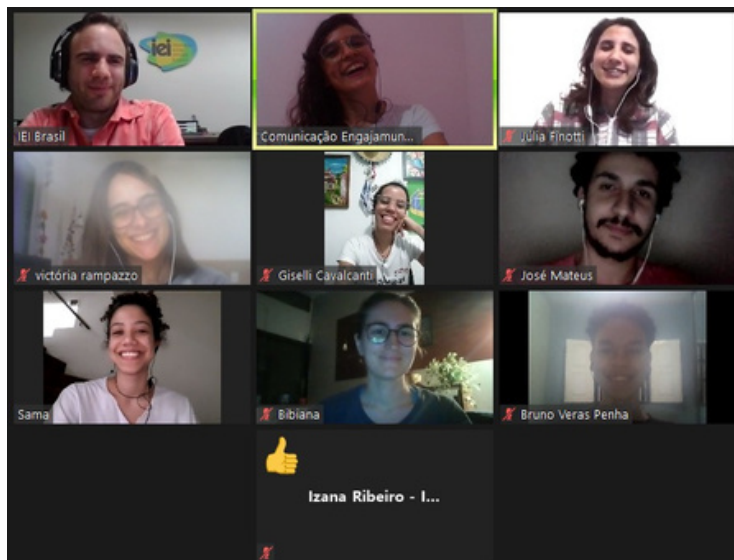 iei
IEI Brasil
Comunicação Engajamun...
Júlia Finotti
victória rampazzo
Giselli Cavalcanti
José Mateus
Sama
Bibiana
Bruno Veras Penha
Izana Ribeiro - I...